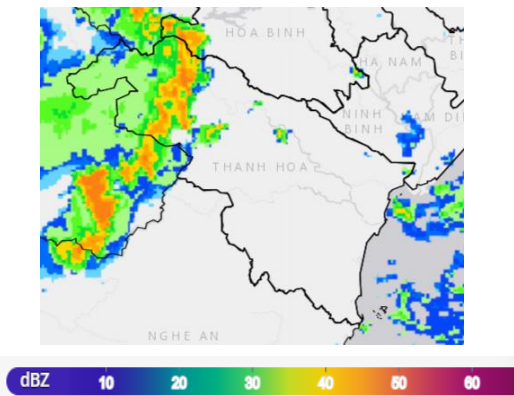 HOA BINH
HA NAM
NINH
BINH
THANH HOA
NGHE AN
dBZ 10 20 30 40 50 60